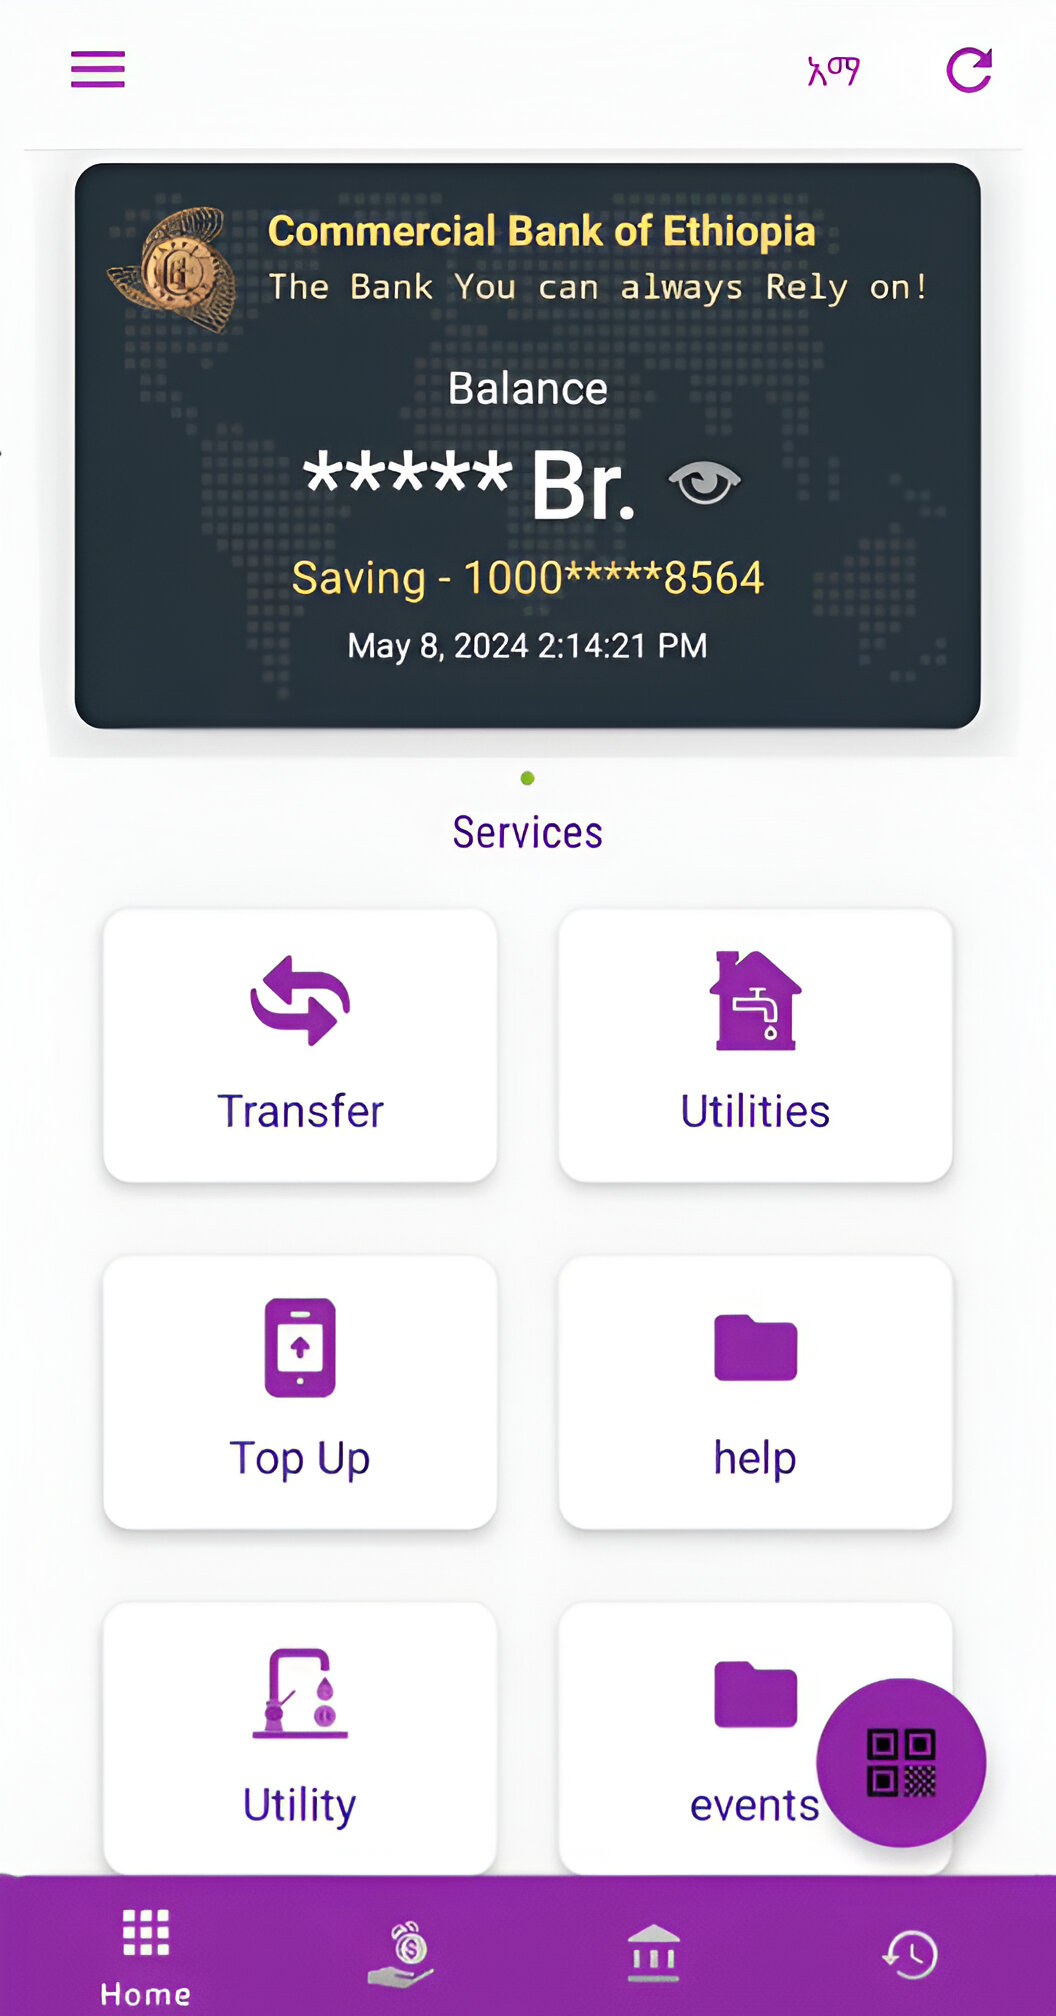 አማ
Commercial Bank of Ethiopia
The Bank You can always Rely on!
Balance
***** Br.
Saving - 1000*****8564
May 8, 2024 2:14:21 PM
Services
Transfer
Utilities
Top Up
help
Utility
events
Home